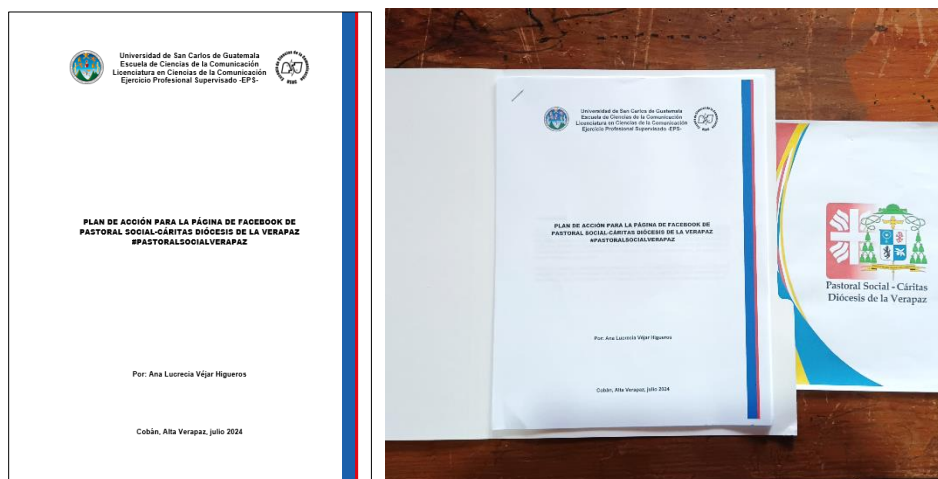 Universidad de San Carlos de Guatemala
Escuela de Ciencias de la Comunicación
Licenciatura en Ciencias de la Comunicación
Ejercicio Profesional Supervisado -EPS-
PLAN DE ACCIÓN PARA LA PÁGINA DE FACEBOOK DE
PASTORAL SOCIAL-CÁRITAS DIÓCESIS DE LA VERAPAZ
#PASTORALSOCIALVERAPAZ
Por: Ana Lucrecia Véjar Higueros
Cobán, Alta Verapaz, julio 2024
Universidad de San Carlos de Guatemala
Escuela de Ciencias de la Comunicación
Licenciatura en Ciencias de la Comunicación
Ejercicio Profesional Supervisado -EPS-
PLAN DE ACCIÓN PARA LA PÁGINA DE FACEBOOK DE
PASTORAL SOCIAL-CÁRITAS DIÓCESIS DE LA VERAPAZ
#PASTORALSOCIALVERAPAZ
Por: Ana Lucrecia Véjar Higueros
Cobán, Alta Verapaz, julio 2024
Pastoral Social - Cáritas
Diócesis de la Verapaz